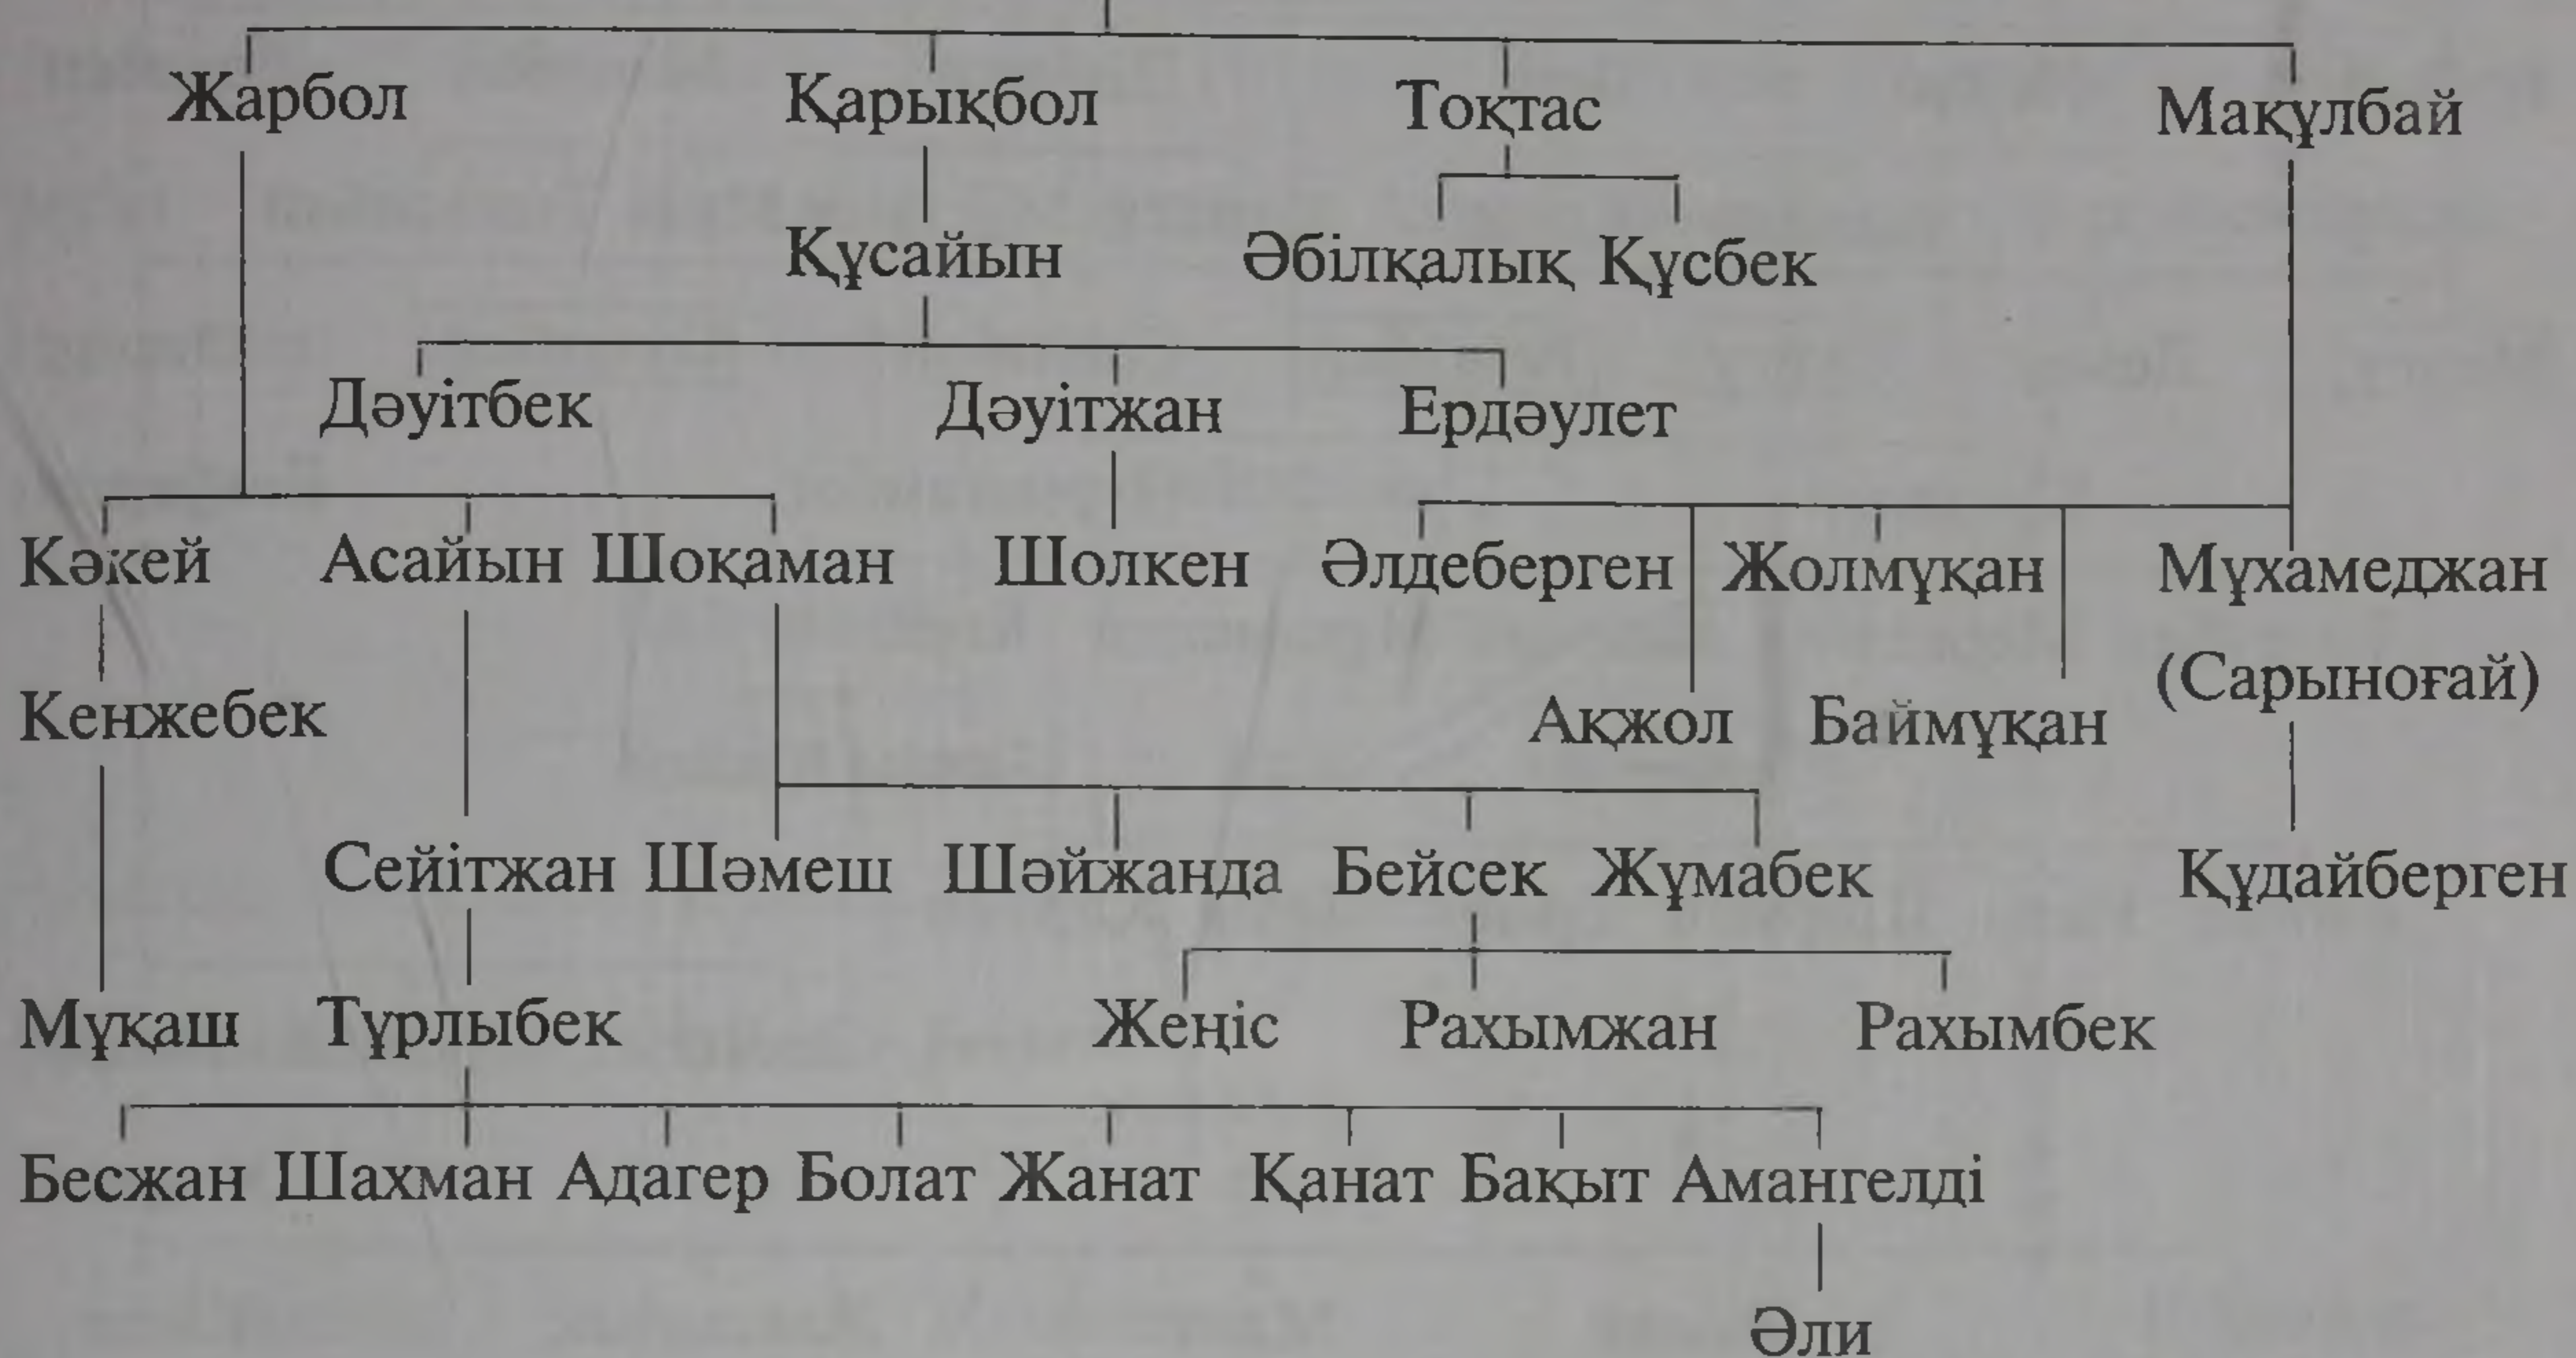 Жарбол Қарықбол Тоқтас Мақұлбай
Құсайын Әбілқалық Құсбек
Дәуітбек Дәуітжан Ердәулет
Кәкей Асайын Шоқаман Шолкен Әлдеберген Жолмұқан Мұхамеджан
(Сарыноғай)
Кенжебек Ақжол Баймұқан
Сейітжан Шәмеш Шәйжанда Бейсек Жұмабек Құдайберген
Мұқаш Тұрлыбек Жеңіс Рахымжан Рахымбек
Бесжан Шахман Адагер Болат Жанат Қанат Бақыт Амангелді
Әли